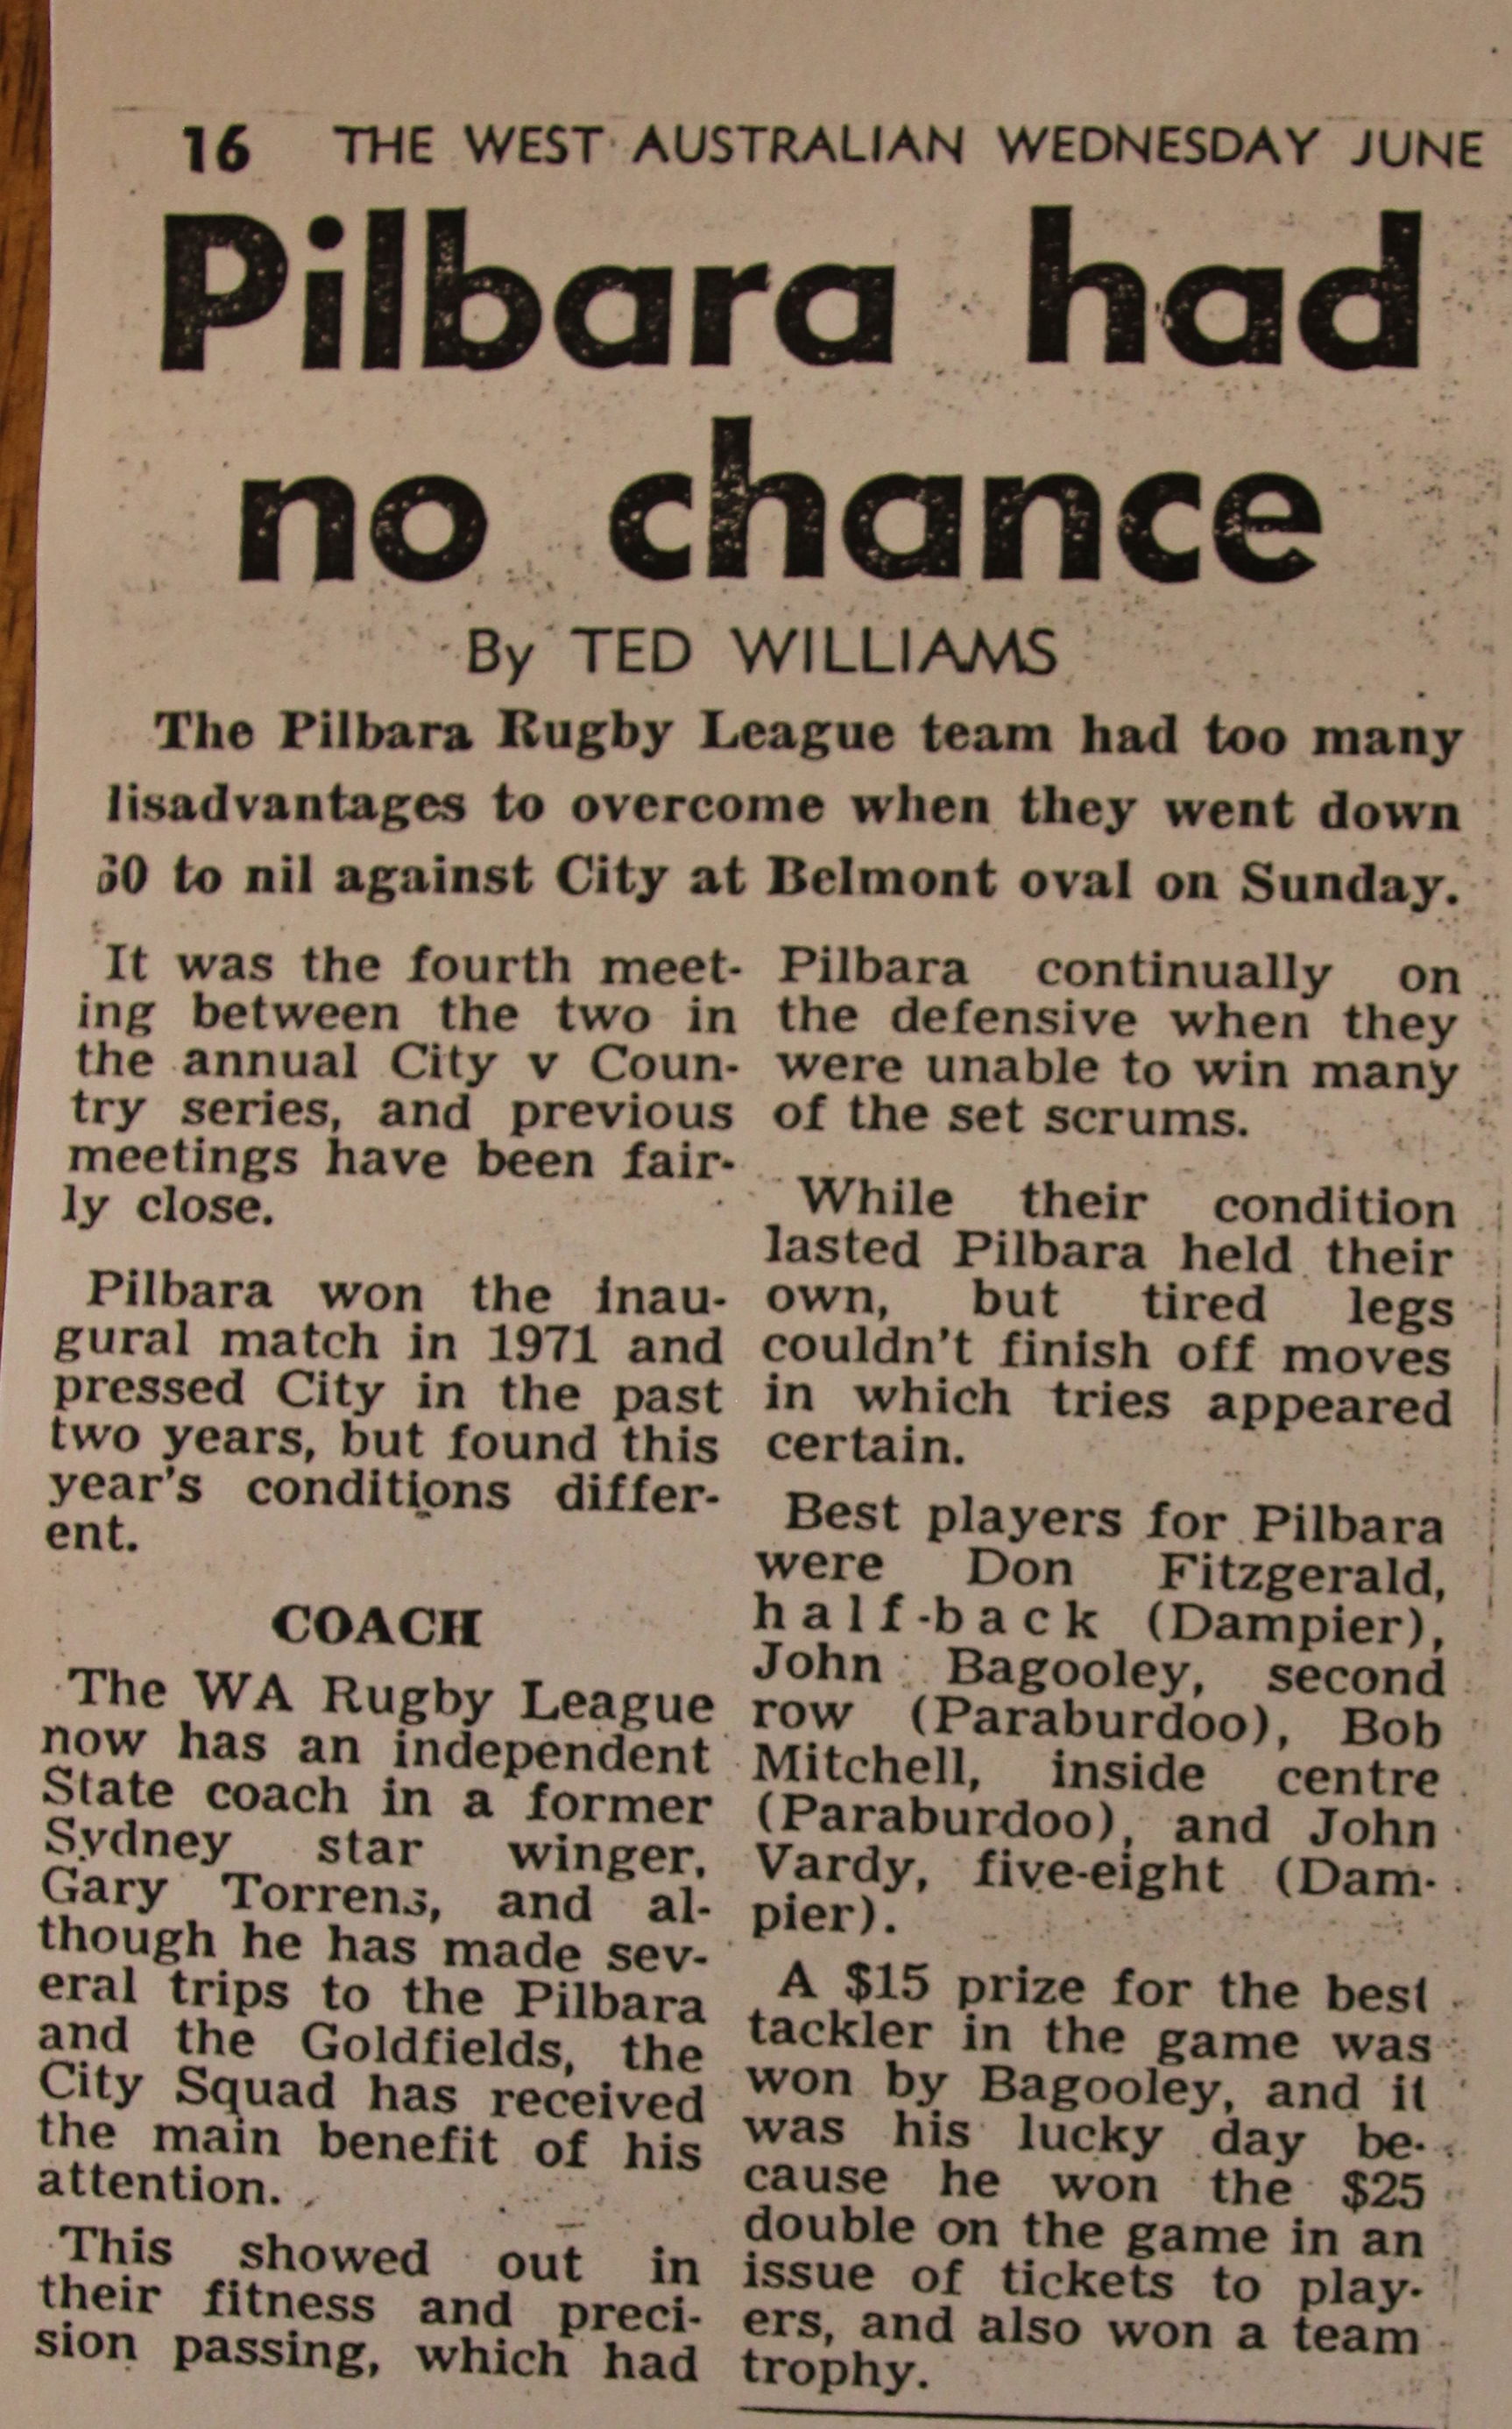 16 THE WEST AUSTRALIAN WEDNESDAY JUNE
Pilbara had
no chance
By TED WILLIAMS
The Pilbara Rugby League team had too many
lisadvantages to overcome when they went down
to nil against City at Belmont oval on Sunday.
It was the fourth meet-
ing between the two in
the annual City v Coun-
try series, and previous
meetings have been fair-
ly close.
Pilbara won the inau-
gural match in 1971 and
pressed City in the past
two years, but found this
year's conditions differ-
ent.
COACH
The WA Rugby League
now has an independent
State coach in a former
Sydney star winger,
Gary Torrens, and al-
though he has made sev-
eral trips to the Pilbara
and the Goldfields, the
City Squad has received
the main benefit of his
attention.
This showed out in
their fitness and preci-
sion passing, which had
Pilbara continually on
the defensive when they
were unable to win many
of the set scrums.
While their condition
lasted Pilbara held their
own, but tired legs
couldn't finish off moves
in which tries appeared
certain.
Best players for Pilbara
were Don Fitzgerald,
half-back (Dampier),
John Bagooley, second
row (Paraburdoo), Bob
Mitchell, inside centre
(Paraburdoo), and John
Vardy, five-eight (Dam-
pier).
A $15 prize for the best
tackler in the game was
won by Bagooley, and it
was his lucky day be-
cause he won the $25
double on the game in an
issue of tickets to play-
ers, and also won a team
trophy.